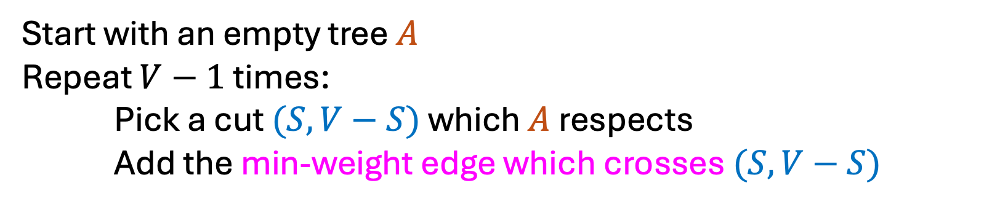 Start with an empty tree A
Repeat V − 1 times:
Pick a cut (S, V − S) which A respects
Add the min-weight edge which crosses (S, V − S)